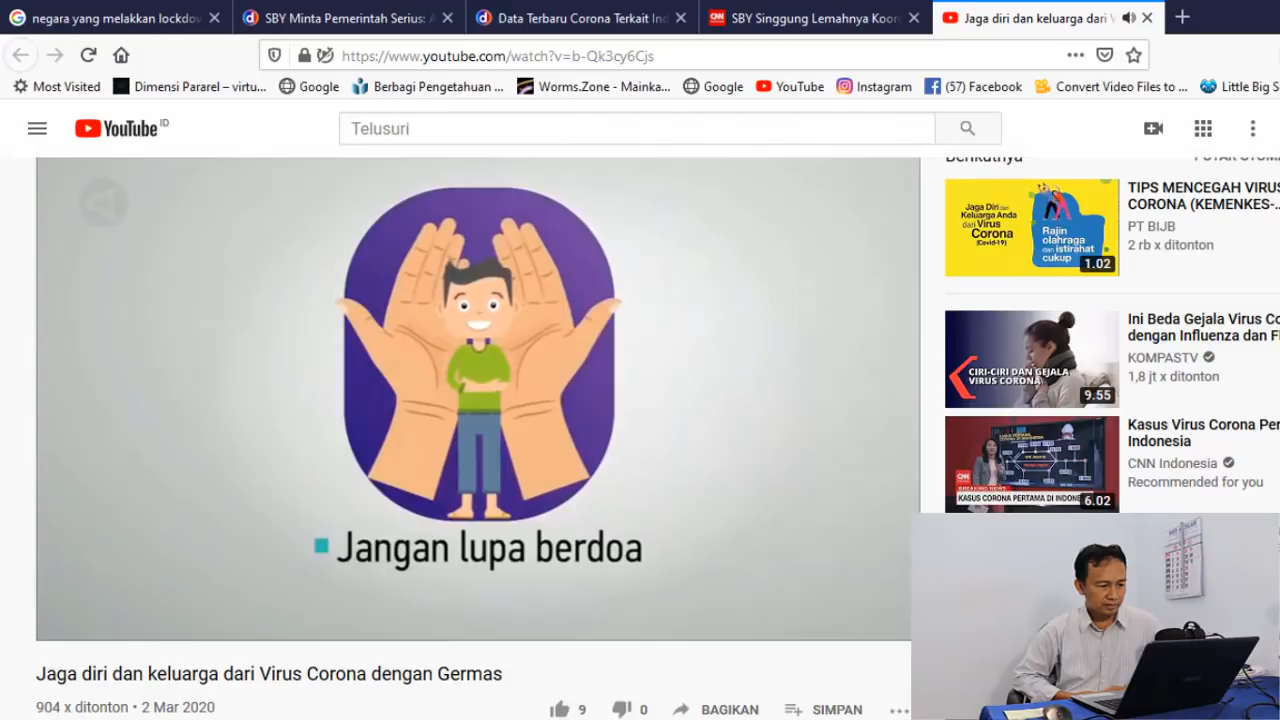 negara yang melakkan lockdov
SBY Minta Pemerintah Serius: A
Data Terbaru Corona Terkait Ind
SBY Singgung Lemahnya Koor
Jaga diri dan keluarga dari V
https://www.youtube.com/watch?v=b-Qk3cy6Cjs
Most Visited
Dimensi Pararel – virtu...
Google
Berbagi Pengetahuan ...
Worms.Zone - Mainka...
Google
YouTube
Instagram
(57) Facebook
Convert Video Files to ...
Little Big S
YouTube ID
Telusuri
Berikutnya
Jangan lupa berdoa
Jaga diri dan keluarga dari Virus Corona dengan Germas
904 x ditonton • 2 Mar 2020
9
0
BAGIKAN
SIMPAN
Jaga Diri dan
Keluarga Anda
dari Virus
Corona
(Covid-19)
Rajin
olahraga
dan istirahat
cukup
1.02
TIPS MENCEGAH VIRUS
CORONA (KEMENKES-...
PT BIJB
2 rb x ditonton
CIRI-CIRI DAN GEJALA
VIRUS CORONA
9.55
Ini Beda Gejala Virus Co
dengan Influenza dan F
KOMPASTV
1,8 jt x ditonton
CNN
BREAKING NEWS
KASUS CORONA PERTAMA DI INDONE
6.02
Kasus Virus Corona Pe
Indonesia
CNN Indonesia
Recommended for you